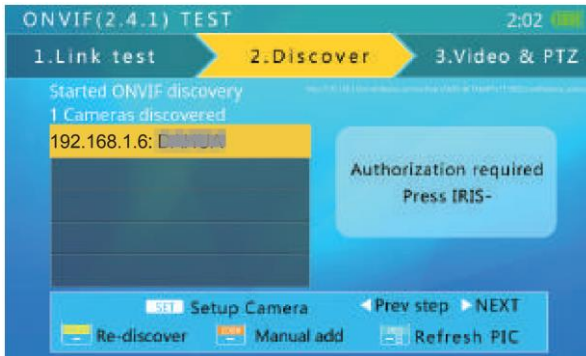 ONVIF(2.4.1) TEST 2:02
1.Link test 2.Discover 3.Video & PTZ
Started ONVIF discovery
1 Cameras discovered
192.168.1.6:
Authorization required
Press IRIS-
SET Setup Camera Prev step NEXT
Re-discover Manual add Refresh PIC